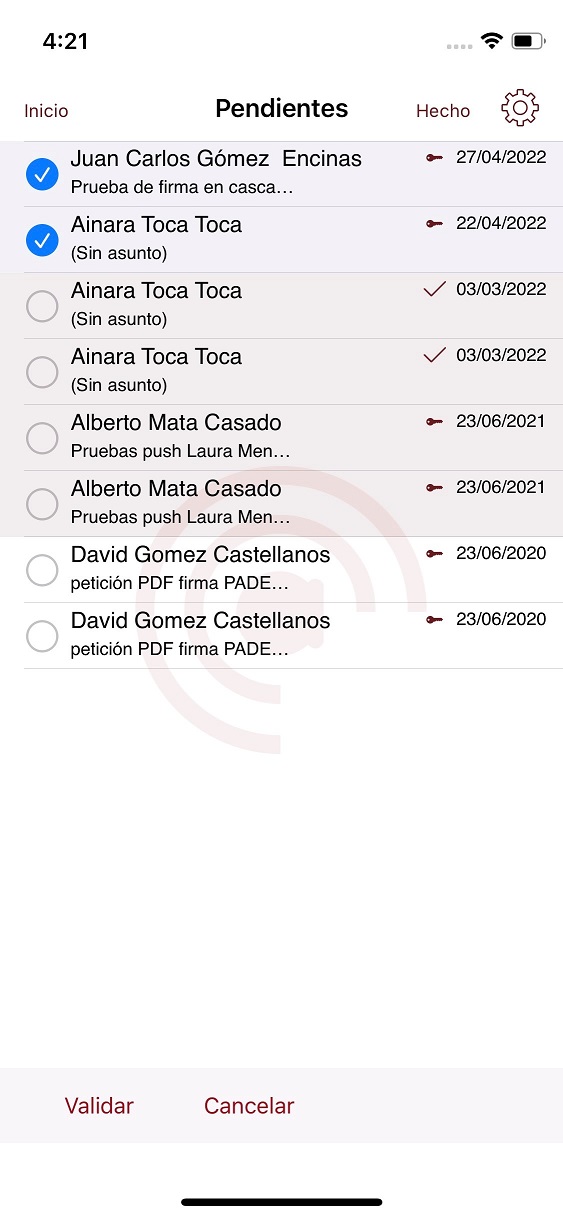 4:21
Inicio Pendientes Hecho
Juan Carlos Gómez  Encinas 27/04/2022
Prueba de firma en casca...
Ainara Toca Toca 22/04/2022
(Sin asunto)
Ainara Toca Toca 03/03/2022
(Sin asunto)
Ainara Toca Toca 03/03/2022
(Sin asunto)
Alberto Mata Casado 23/06/2021
Pruebas push Laura Men...
Alberto Mata Casado 23/06/2021
Pruebas push Laura Men...
David Gomez Castellanos 23/06/2020
petición PDF firma PADE...
David Gomez Castellanos 23/06/2020
petición PDF firma PADE...
Validar Cancelar